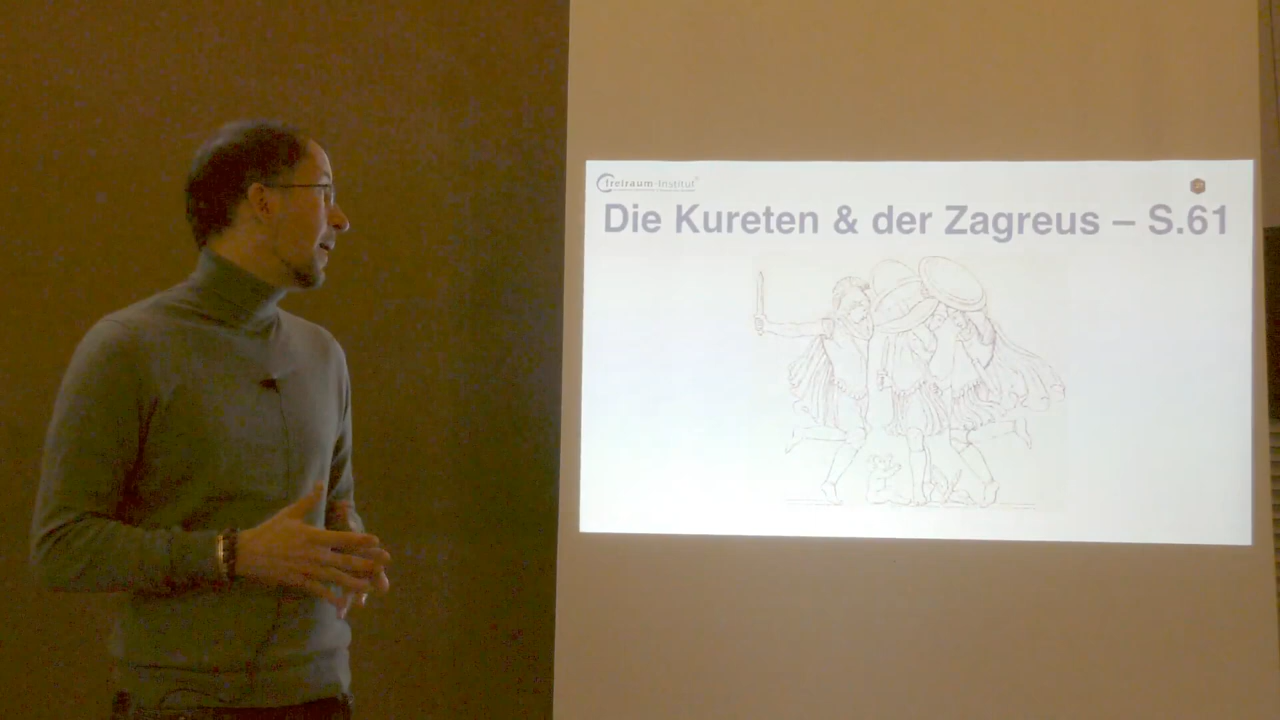 freiraum-institut®
Die Kureten & der Zagreus – S.61